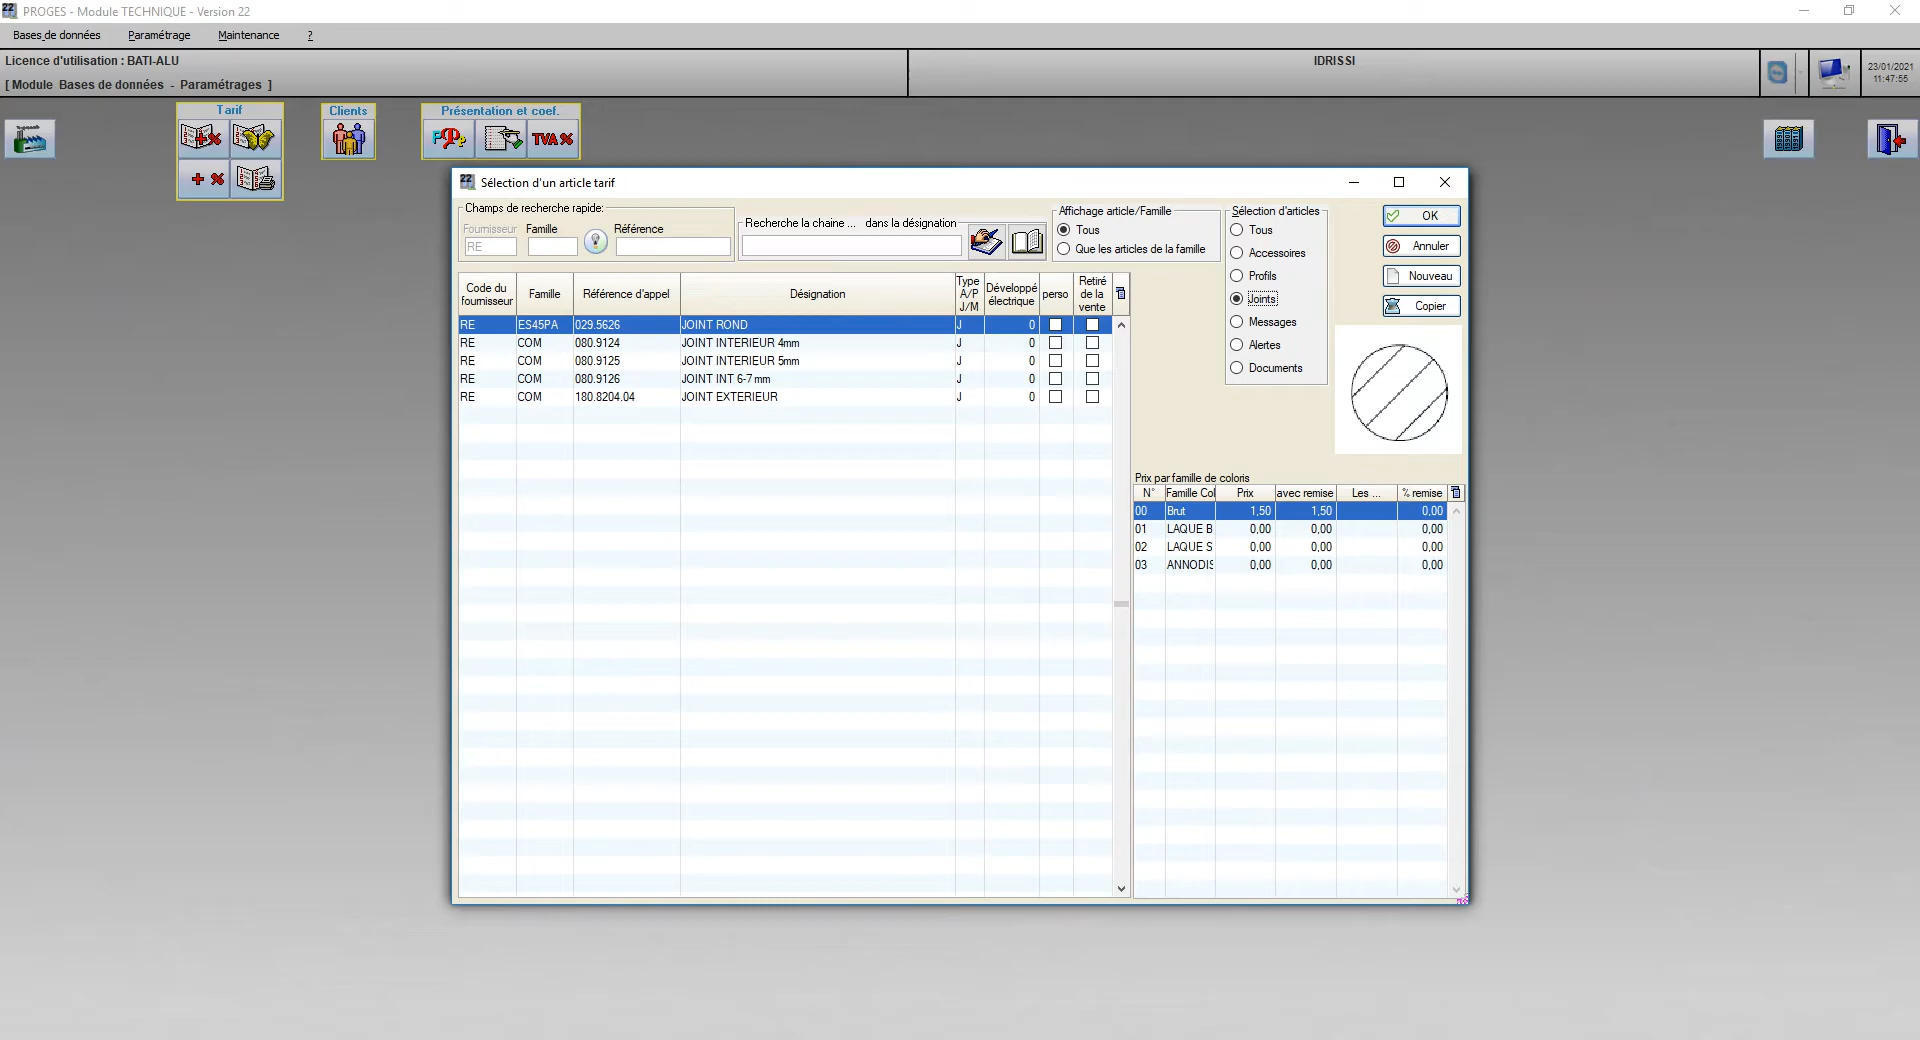 22 PROGES - Module TECHNIQUE - Version 22
Bases de données Paramétrage Maintenance ?
Licence d'utilisation : BATI-ALU
IDRISSI
[ Module Bases de données - Paramétrages ]
23/01/2021
11:47:55
Tarif
Clients
Présentation et coef.
TVA %
22 Sélection d'un article tarif
Champs de recherche rapide:
Fournisseur Famille Référence
RE
Recherche la chaine ... dans la désignation
Affichage article/Famille
Tous
Que les articles de la famille
Sélection d'articles
Tous
Accessoires
Profils
Joints
Messages
Alertes
Documents
OK
Annuler
Nouveau
Copier
Code du fournisseur Famille Référence d'appel Désignation Type A/P J/M Développé électrique perso Retiré de la vente
RE ES45PA 029.5626 JOINT ROND J 0
RE COM 080.9124 JOINT INTERIEUR 4mm J 0
RE COM 080.9125 JOINT INTERIEUR 5mm J 0
RE COM 080.9126 JOINT INT 6-7 mm J 0
RE COM 180.8204.04 JOINT EXTERIEUR J 0
Prix par famille de coloris
N° Famille Col Prix avec remise Les ... % remise
00 Brut 1,50 1,50 0,00
01 LAQUE B 0,00 0,00 0,00
02 LAQUE S 0,00 0,00 0,00
03 ANNODIS 0,00 0,00 0,00